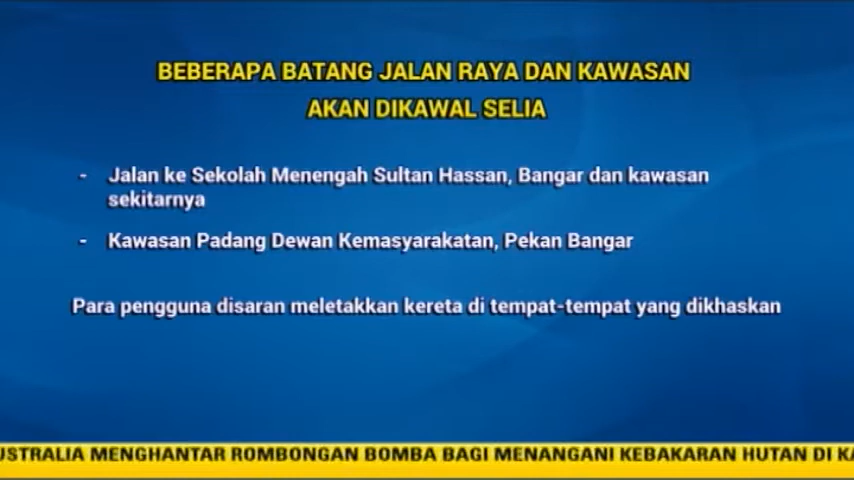 BEBERAPA BATANG JALAN RAYA DAN KAWASAN
AKAN DIKAWAL SELIA
- Jalan ke Sekolah Menengah Sultan Hassan, Bangar dan kawasan
sekitarnya
- Kawasan Padang Dewan Kemasyarakatan, Pekan Bangar
Para pengguna disaran meletakkan kereta di tempat-tempat yang dikhaskan
USTRALIA MENGHANTAR ROMBONGAN BOMBA BAGI MENANGANI KEBAKARAN HUTAN DI KA